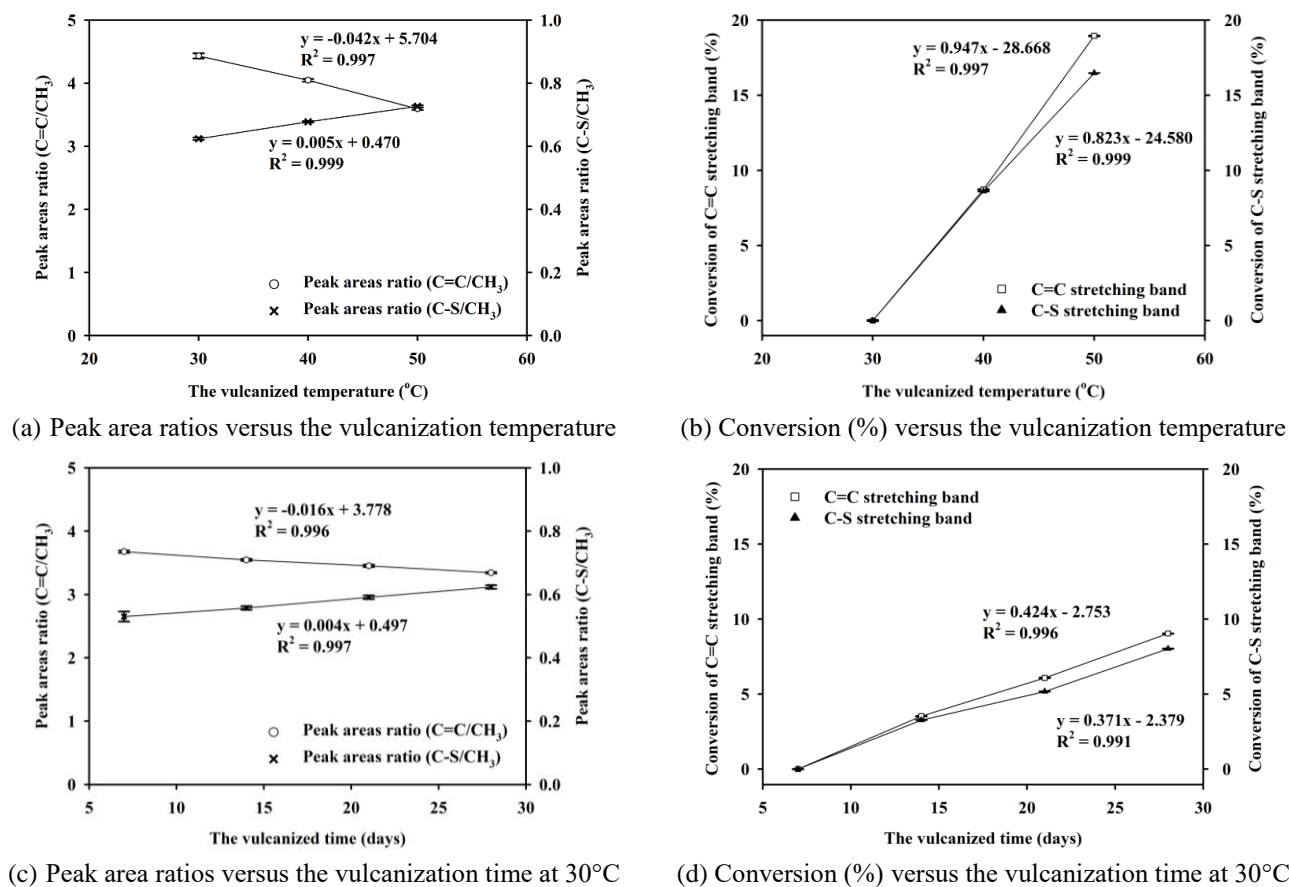 y = -0.042x + 5.704
R² = 0.997
y = 0.005x + 0.470
R² = 0.999
Peak areas ratio (C=C/CH₃)
Peak areas ratio (C-S/CH₃)
5
4
3
2
1
0
1.0
0.8
0.6
0.4
0.2
0.0
Peak areas ratio (C=C/CH₃)
Peak areas ratio (C-S/CH₃)
20 30 40 50 60
The vulcanized temperature (°C)
(a) Peak area ratios versus the vulcanization temperature
y = 0.947x - 28.668
R² = 0.997
y = 0.823x - 24.580
R² = 0.999
Conversion of C=C stretching band (%)
Conversion of C-S stretching band (%)
20
15
10
5
0
20
15
10
5
0
C=C stretching band
C-S stretching band
20 30 40 50 60
The vulcanized temperature (°C)
(b) Conversion (%) versus the vulcanization temperature
y = -0.016x + 3.778
R² = 0.996
y = 0.004x + 0.497
R² = 0.997
Peak areas ratio (C=C/CH₃)
Peak areas ratio (C-S/CH₃)
5
4
3
2
1
0
1.0
0.8
0.6
0.4
0.2
0.0
Peak areas ratio (C=C/CH₃)
Peak areas ratio (C-S/CH₃)
5 10 15 20 25 30
The vulcanized time (days)
(c) Peak area ratios versus the vulcanization time at 30°C
C=C stretching band
C-S stretching band
y = 0.424x - 2.753
R² = 0.996
y = 0.371x - 2.379
R² = 0.991
Conversion of C=C stretching band (%)
Conversion of C-S stretching band (%)
20
15
10
5
0
20
15
10
5
0
5 10 15 20 25 30
The vulcanized time (days)
(d) Conversion (%) versus the vulcanization time at 30°C